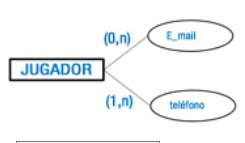 (0,n)
E_mail
JUGADOR
(1,n)
teléfono